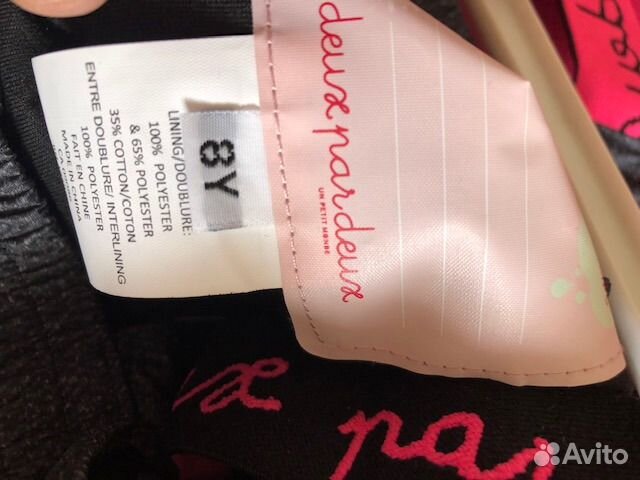 deux par deux
UN PETIT MONDE
8Y
LINING/DOUBLURE:
100% POLYESTER
& 65% POLYESTER
35% COTTON/COTON
ENTRE DOUBLURE/ INTERLINING
100% POLYESTER
FAIT EN CHINE
MADE IN CHINA
par
Avito